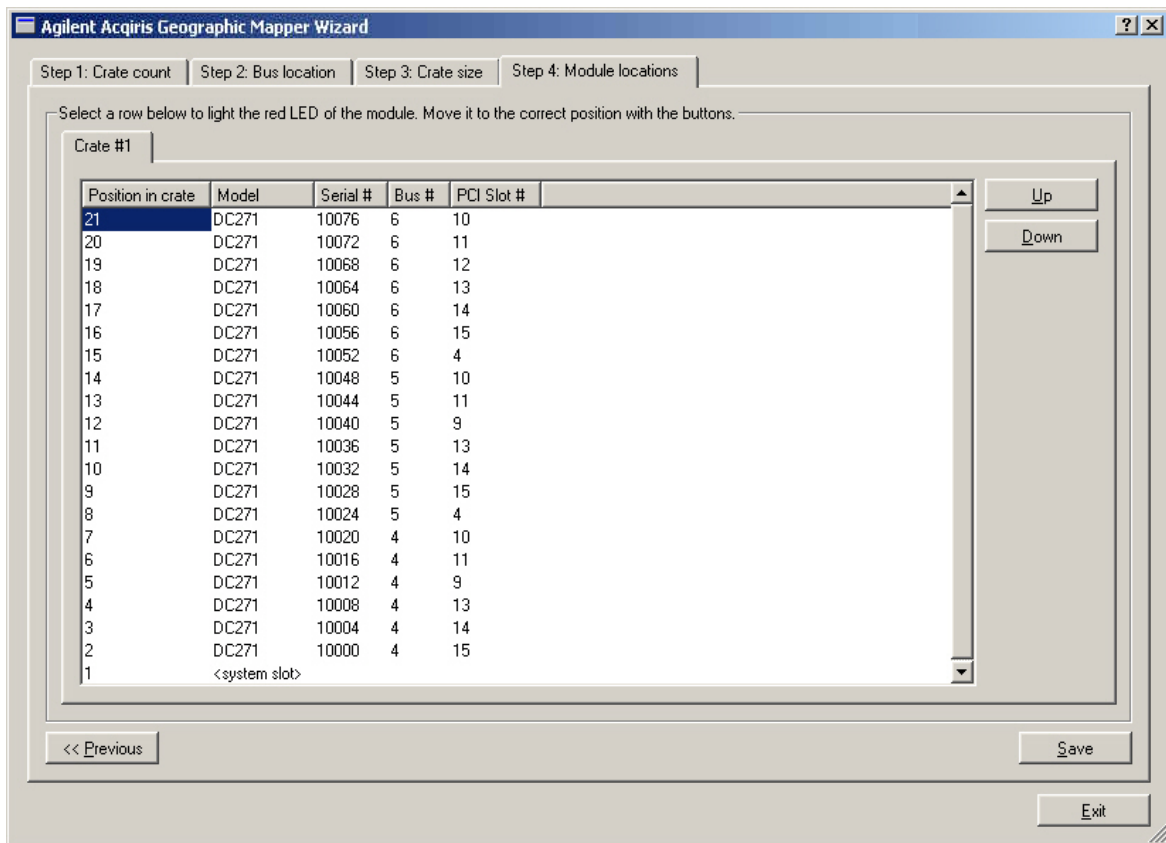 Agilent Acqiris Geographic Mapper Wizard
Step 1: Crate count Step 2: Bus location Step 3: Crate size Step 4: Module locations
Select a row below to light the red LED of the module. Move it to the correct position with the buttons.
Crate #1
Position in crate Model Serial # Bus # PCI Slot # Up
21 DC271 10076 6 10
20 DC271 10072 6 11 Down
19 DC271 10068 6 12
18 DC271 10064 6 13
17 DC271 10060 6 14
16 DC271 10056 6 15
15 DC271 10052 6 4
14 DC271 10048 5 10
13 DC271 10044 5 11
12 DC271 10040 5 9
11 DC271 10036 5 13
10 DC271 10032 5 14
9 DC271 10028 5 15
8 DC271 10024 5 4
7 DC271 10020 4 10
6 DC271 10016 4 11
5 DC271 10012 4 9
4 DC271 10008 4 13
3 DC271 10004 4 14
2 DC271 10000 4 15
1 <system slot>
<< Previous Save
Exit